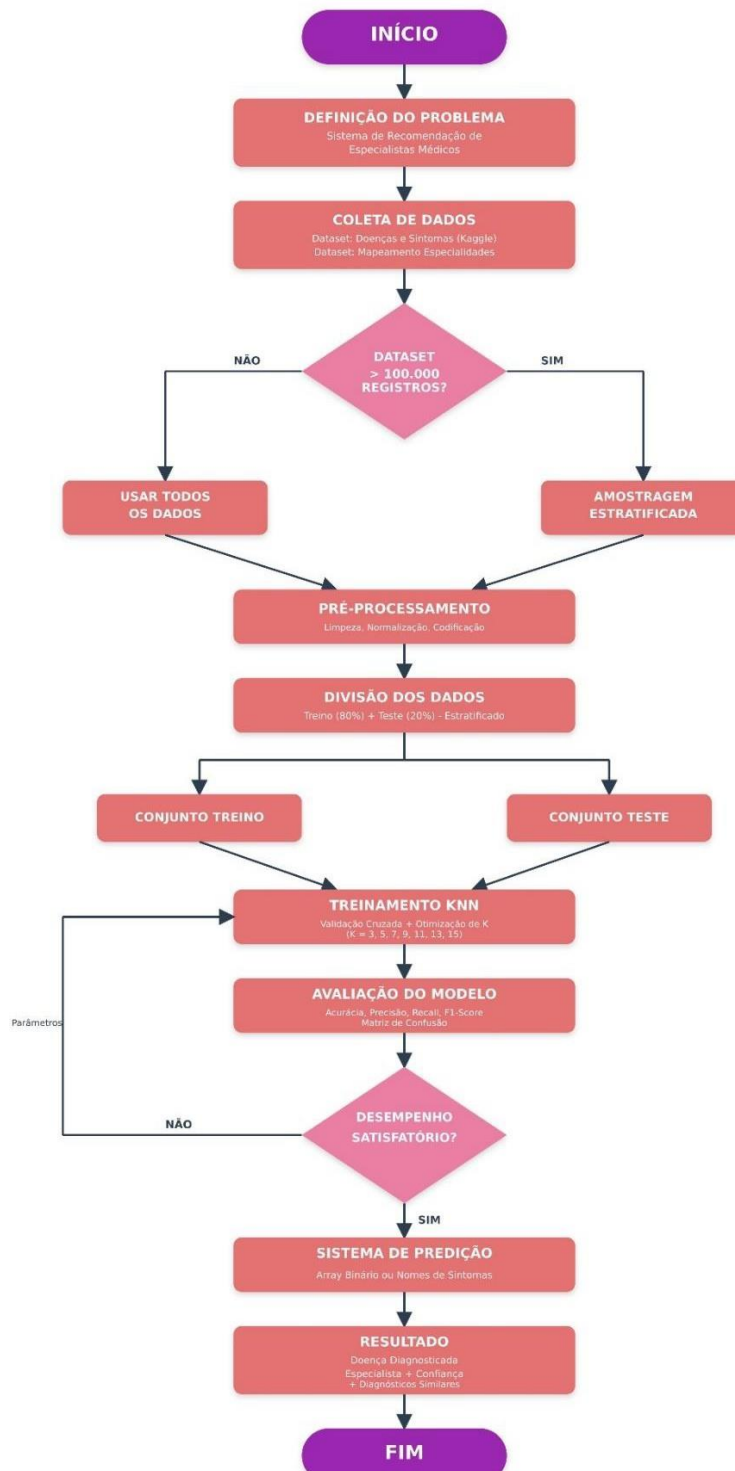 INÍCIO
DEFINIÇÃO DO PROBLEMA
Sistema de Recomendação de
Especialistas Médicos
COLETA DE DADOS
Dataset: Doenças e Sintomas (Kaggle)
Dataset: Mapeamento Especialidades
DATASET
> 100.000
REGISTROS?
NÃO
SIM
USAR TODOS
OS DADOS
AMOSTRAGEM
ESTRATIFICADA
PRÉ-PROCESSAMENTO
Limpeza, Normalização, Codificação
DIVISÃO DOS DADOS
Treino (80%) + Teste (20%) - Estratificado
CONJUNTO TREINO
CONJUNTO TESTE
TREINAMENTO KNN
Validação Cruzada + Otimização de K
(K = 3, 5, 7, 9, 11, 13, 15)
AVALIAÇÃO DO MODELO
Acurácia, Precisão, Recall, F1-Score
Matriz de Confusão
Parâmetros
DESEMPENHO
SATISFATÓRIO?
NÃO
SIM
SISTEMA DE PREDIÇÃO
Array Binário ou Nomes de Sintomas
RESULTADO
Doença Diagnosticada
Especialista + Confiança
+ Diagnósticos Similares
FIM